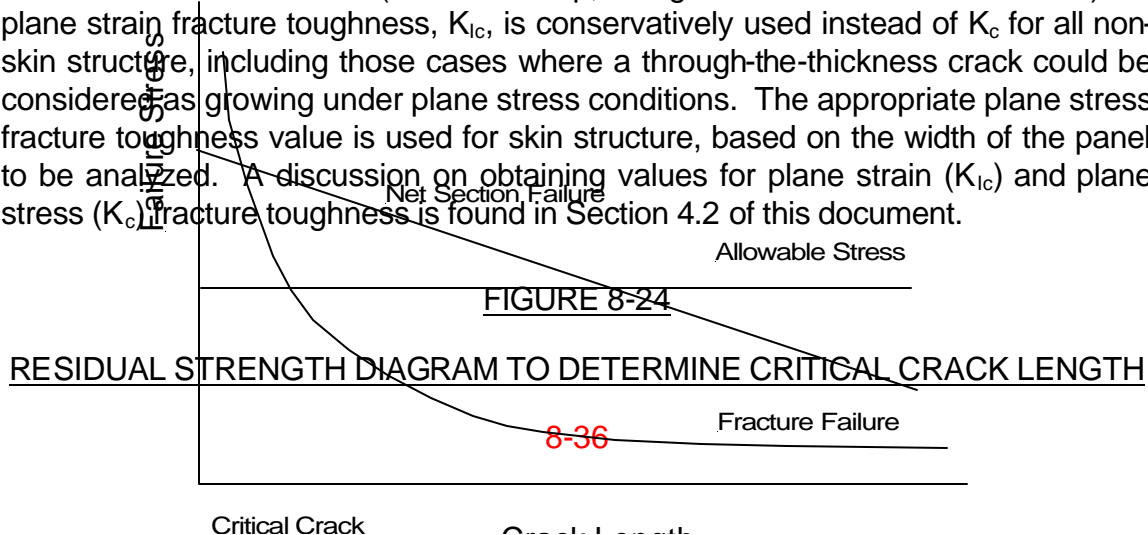 plane strain fracture toughness, KIc, is conservatively used instead of Kc for all non-
skin structure, including those cases where a through-the-thickness crack could be
considered as growing under plane stress conditions. The appropriate plane stress
fracture toughness value is used for skin structure, based on the width of the panel
to be analyzed. A discussion on obtaining values for plane strain (KIc) and plane
stress (Kc) fracture toughness is found in Section 4.2 of this document.
Failure Stress
Net Section Failure
Allowable Stress
FIGURE 8-24
RESIDUAL STRENGTH DIAGRAM TO DETERMINE CRITICAL CRACK LENGTH
Fracture Failure
8-36
Critical Crack
Crack Length